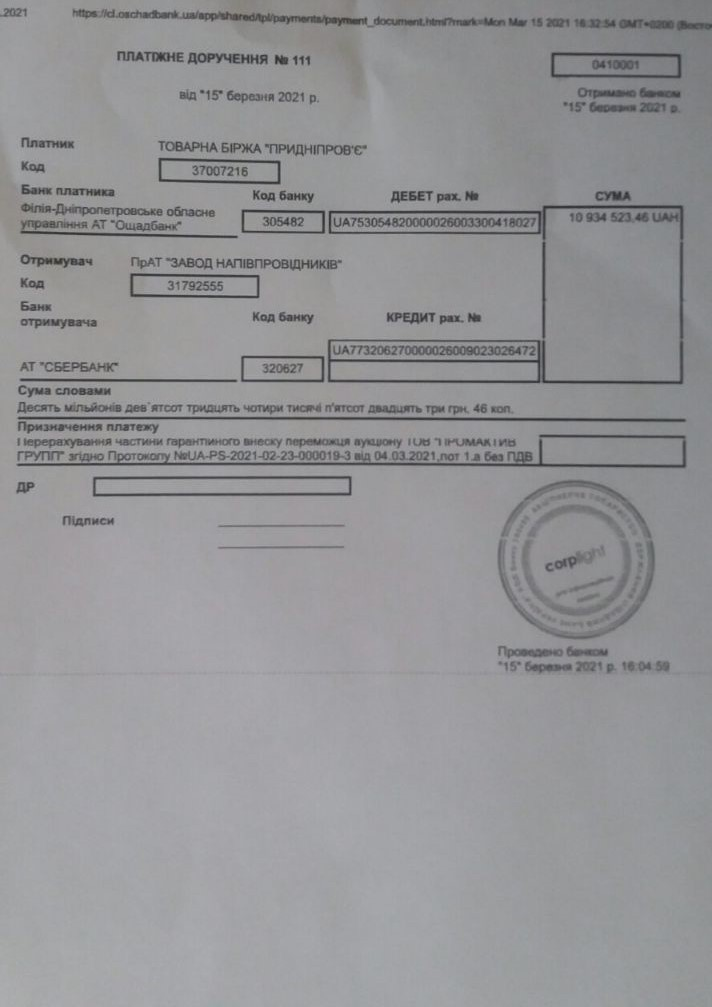 .2021 https://cl.oschadbank.ua/app/shared/tpl/payments/payment_document.html?mark=Mon Mar 15 2021 16:32:54 GMT+0200 (Восто
ПЛАТІЖНЕ ДОРУЧЕННЯ № 111
0410001
від "15" березня 2021 р.
Отримано банком
"15" березня 2021 р.
Платник ТОВАРНА БІРЖА "ПРИДНІПРОВ'Є"
Код 37007216
Банк платника Код банку ДЕБЕТ рах. № СУМА
Філія-Дніпропетровське обласне
управління АТ "Ощадбанк" 305482 UA753054820000026003300418027 10 934 523,46 UAH
Отримувач ПрАТ "ЗАВОД НАПІВПРОВІДНИКІВ"
Код 31792555
Банк
отримувача Код банку КРЕДИТ рах. №
UA773206270000026009023026472
АТ "СБЕРБАНК" 320627
Сума словами
Десять мільйонів дев`ятсот тридцять чотири тисячі п'ятсот двадцять три грн. 46 коп.
Призначення платежу
Перерахування частини гарантійного внеску переможця аукціону ТОВ "ПРОМАКТИВ
ГРУПП" згідно Протоколу №UA-PS-2021-02-23-000019-3 від 04.03.2021,лот 1.а без ПДВ
ДР
Підписи
corplight
Проведено банком
"15" березня 2021 р. 16:04:59